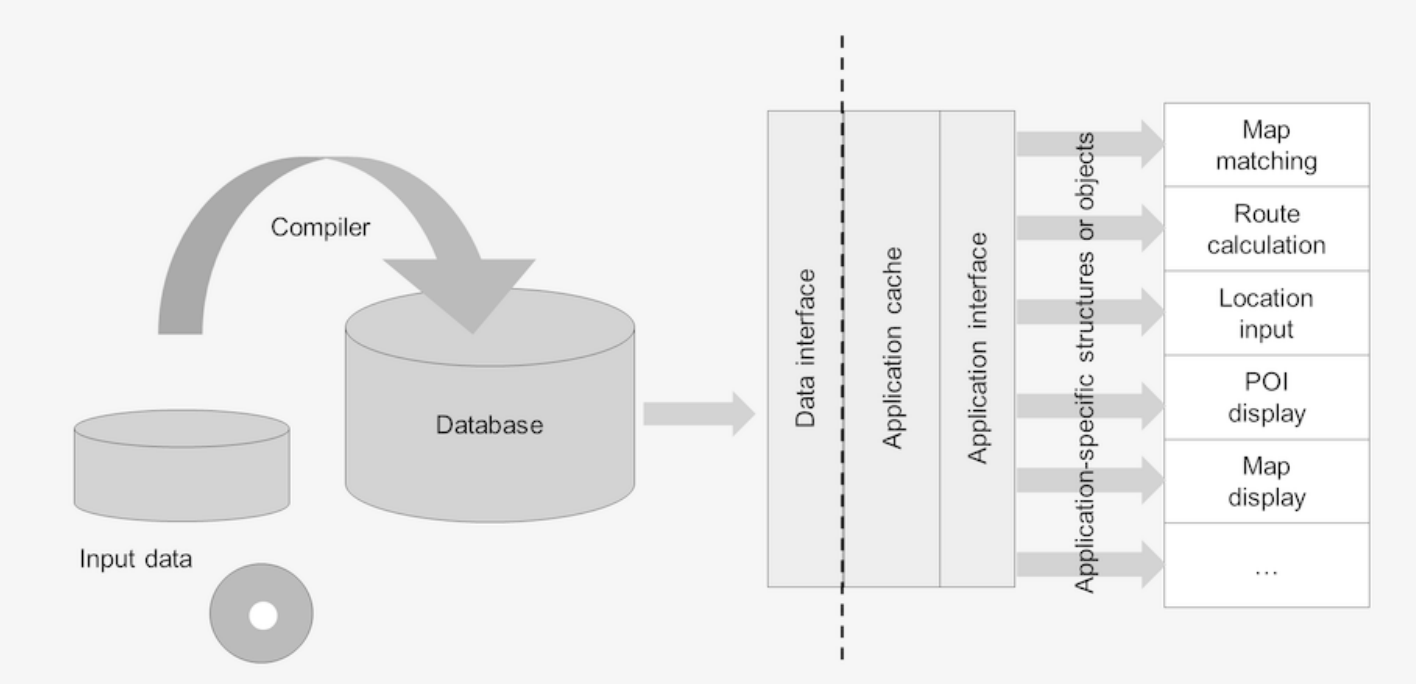 Compiler
Database
Input data
Data interface
Application cache
Application interface
Application-specific structures or objects
Map
matching
Route
calculation
Location
input
POI
display
Map
display
...